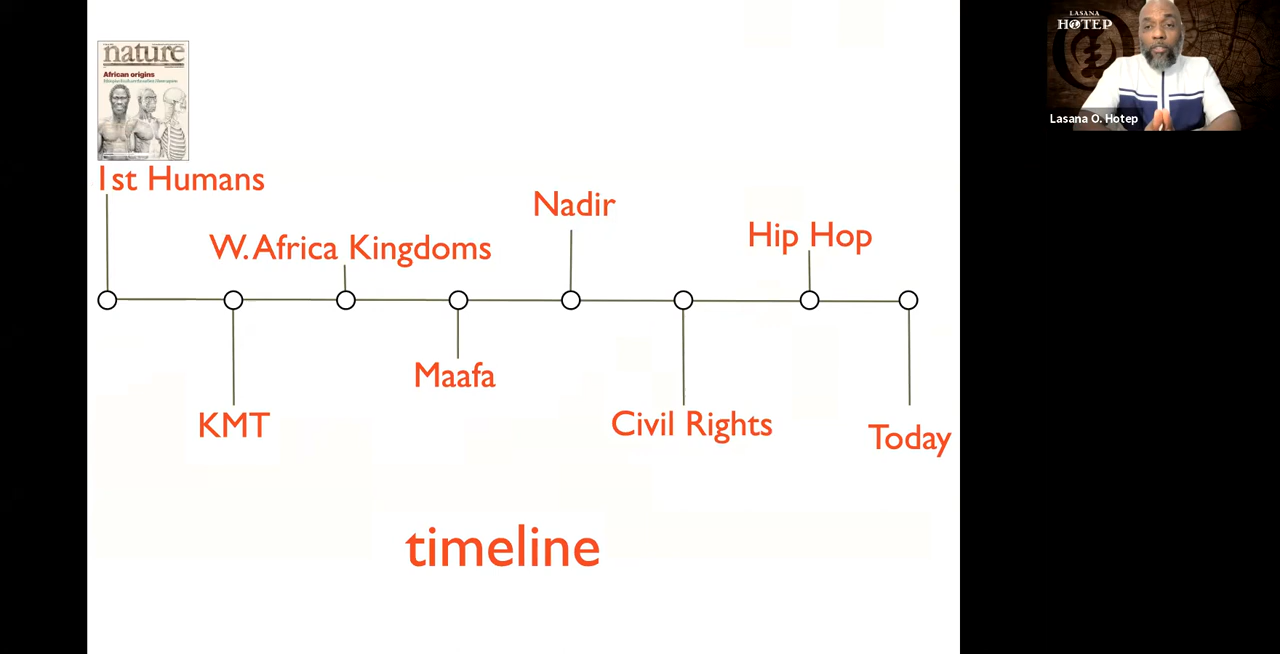 nature
African origins
1st Humans
W. Africa Kingdoms
Nadir
Hip Hop
KMT
Maafa
Civil Rights
Today
timeline
LASANA
HOTEP
Lasana O. Hotep